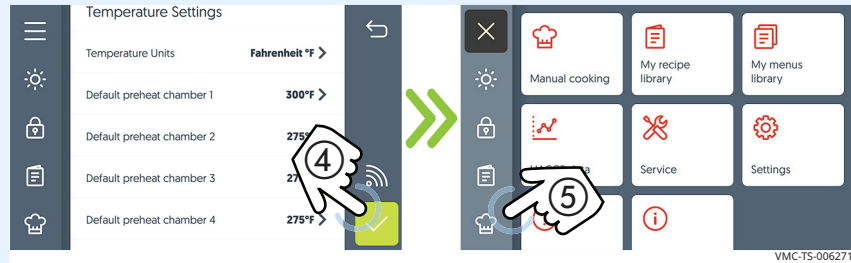 Temperature Settings
Temperature Units
Fahrenheit °F
Default preheat chamber 1
300°F
Default preheat chamber 2
Default preheat chamber 3
Default preheat chamber 4
275°F
④
Manual cooking
My recipe
library
My menus
library
Service
Settings
⑤
VMC-TS-006271